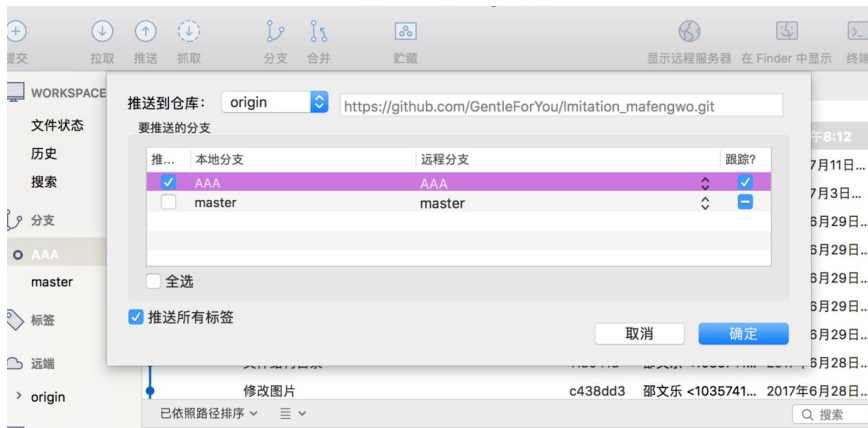 提交 拉取 推送 抓取 分支 合并 贮藏 显示远程服务器 在 Finder 中显示 终端
WORKSPACE
文件状态
历史
搜索
分支
AAA
master
标签
远端
origin
推送到仓库： origin https://github.com/GentleForYou/Imitation_mafengwo.git
要推送的分支
推... 本地分支 远程分支 跟踪?
AAA AAA
master master
全选
推送所有标签
取消 确定
午8:12
7月11日...
7月3日...
6月29日...
6月29日...
6月29日...
6月29日...
6月29日...
6月28日...
修改图片 c438dd3 邵文乐 <1035741... 2017年6月28日...
已依照路径排序 搜索